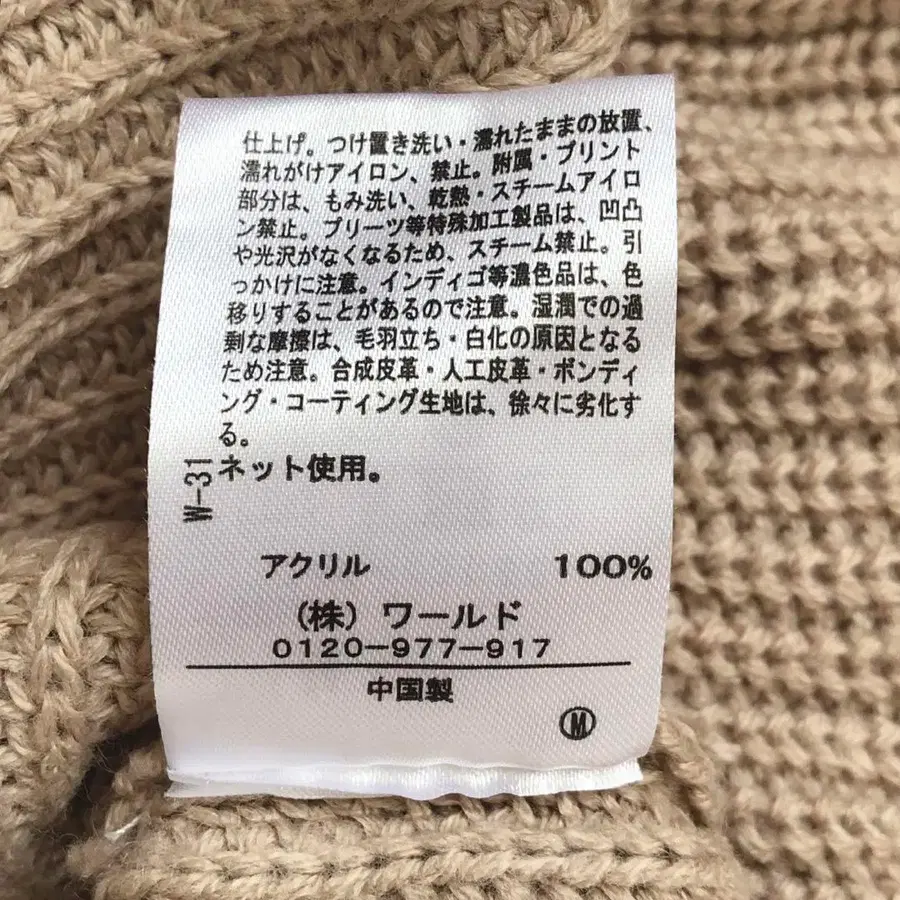 仕上げ。つけ置き洗い・濡れたままの放置、
濡れがけアイロン、禁止。附属・プリント
部分は、もみ洗い、乾熱・スチームアイロ
ン禁止。プリーツ等特殊加工製品は、凹凸
や光沢がなくなるため、スチーム禁止。引
っかけに注意。インディゴ等濃色品は、色
移りすることがあるので注意。湿潤での過
剰な摩擦は、毛羽立ち・白化の原因となる
ため注意。合成皮革・人工皮革・ボンディ
ング・コーティング生地は、徐々に劣化す
る。
ネット使用。
W-31
アクリル 100%
(株) ワールド
0120-977-917
中国製
M